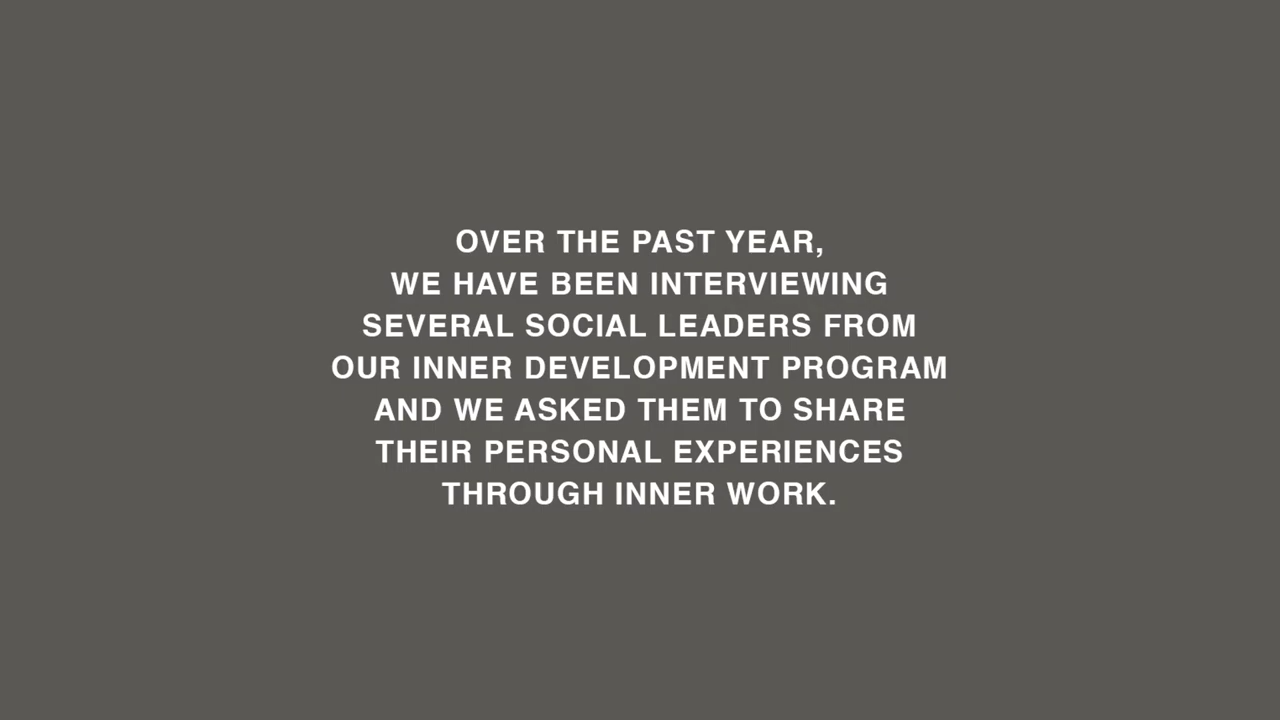 OVER THE PAST YEAR,
WE HAVE BEEN INTERVIEWING
SEVERAL SOCIAL LEADERS FROM
OUR INNER DEVELOPMENT PROGRAM
AND WE ASKED THEM TO SHARE
THEIR PERSONAL EXPERIENCES
THROUGH INNER WORK.